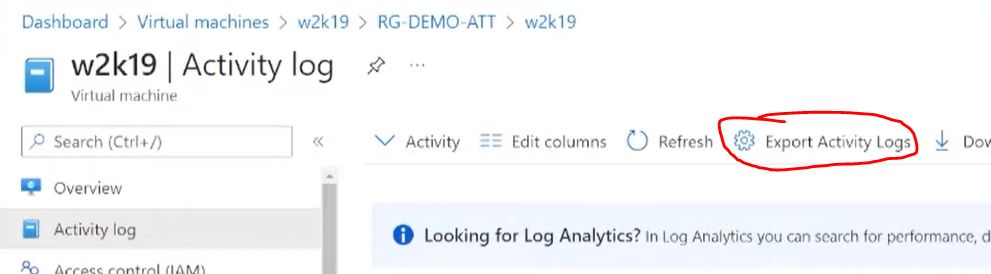 Dashboard > Virtual machines > w2k19 > RG-DEMO-ATT > w2k19
w2k19 | Activity log
Virtual machine
Search (Ctrl+/)
Activity
Edit columns
Refresh
Export Activity Logs
Dow
Overview
Activity log
Access control (IAM)
Looking for Log Analytics? In Log Analytics you can search for performance, d